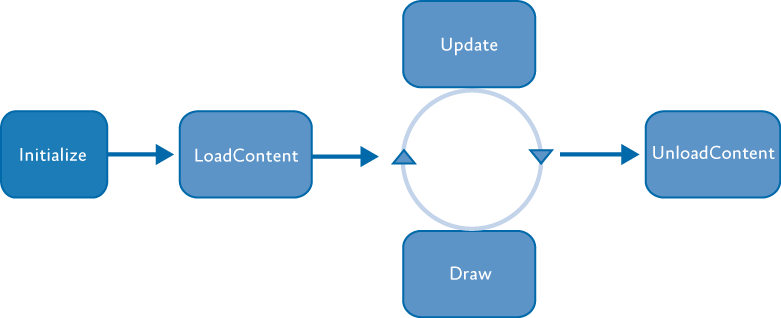 Initialize
LoadContent
Update
Draw
UnloadContent